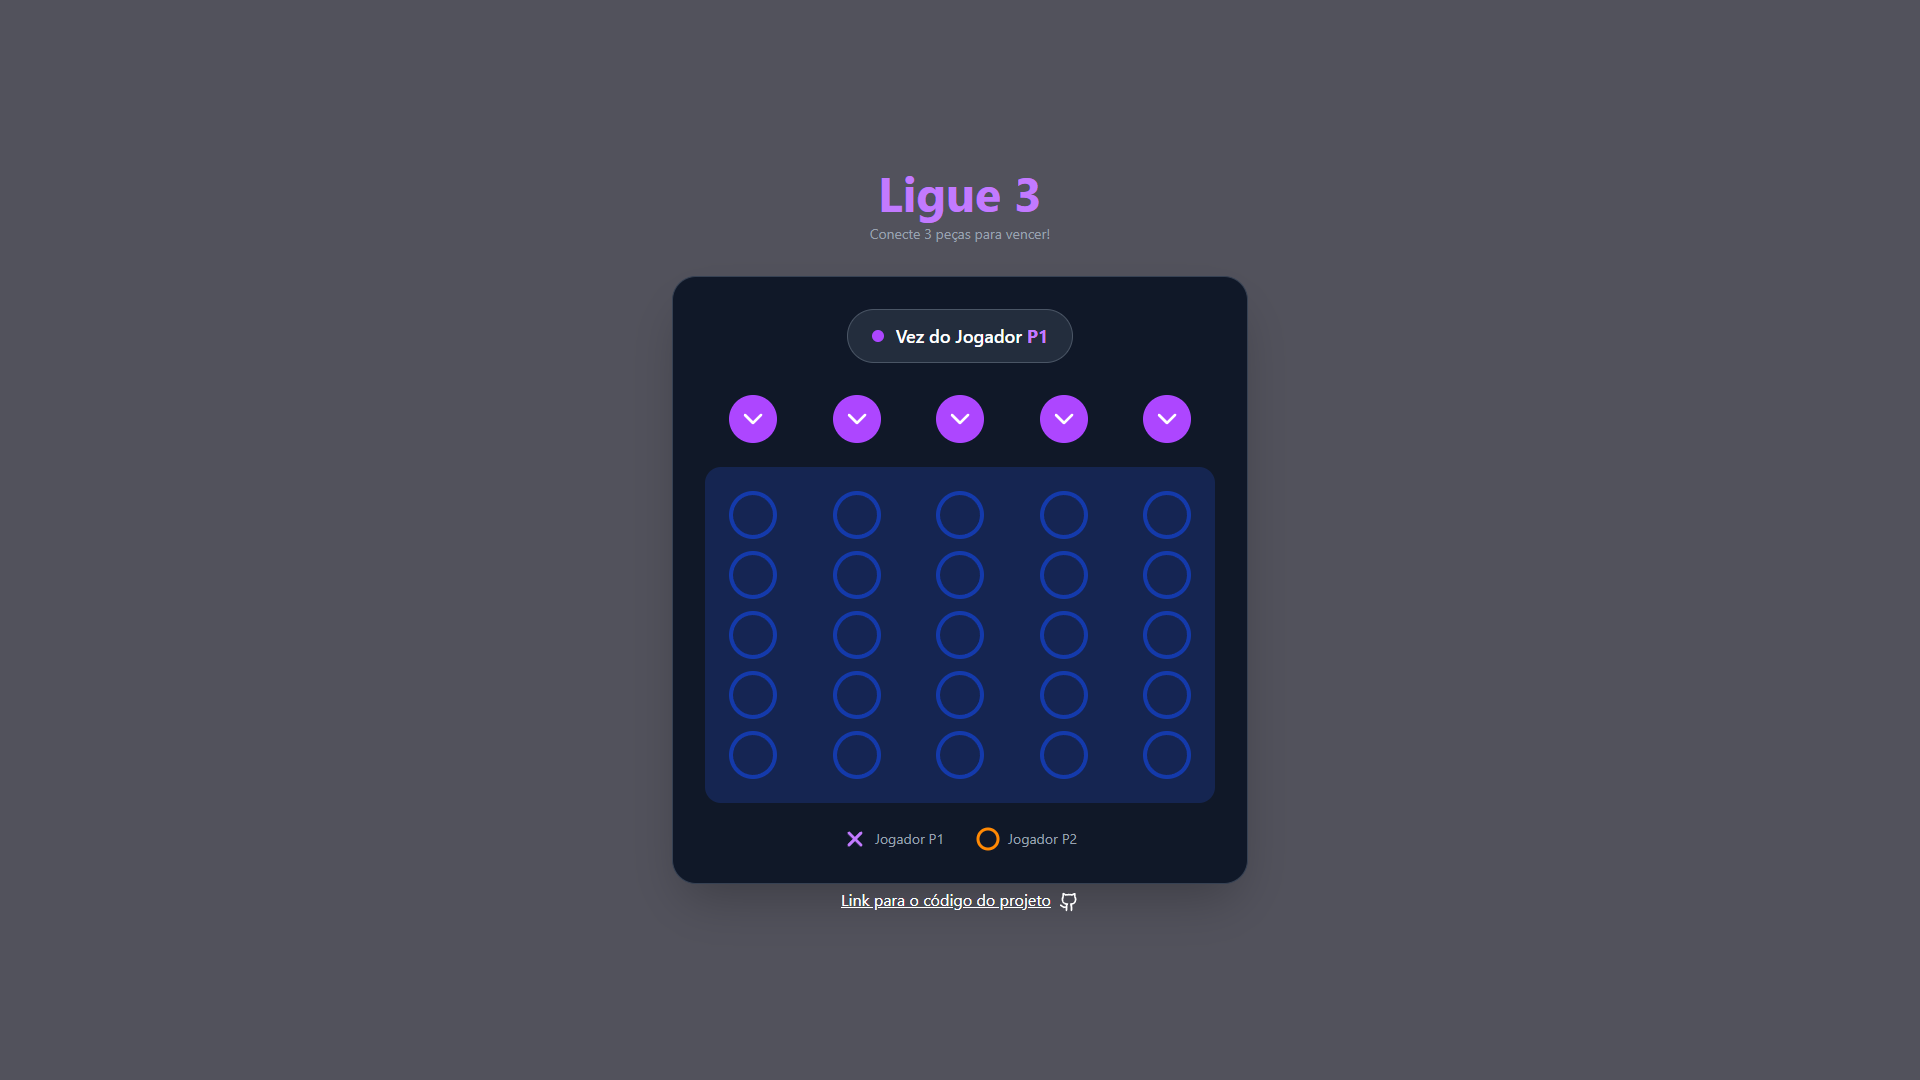 Ligue 3
Conecte 3 peças para vencer!
Vez do Jogador P1
Jogador P1 Jogador P2
Link para o código do projeto